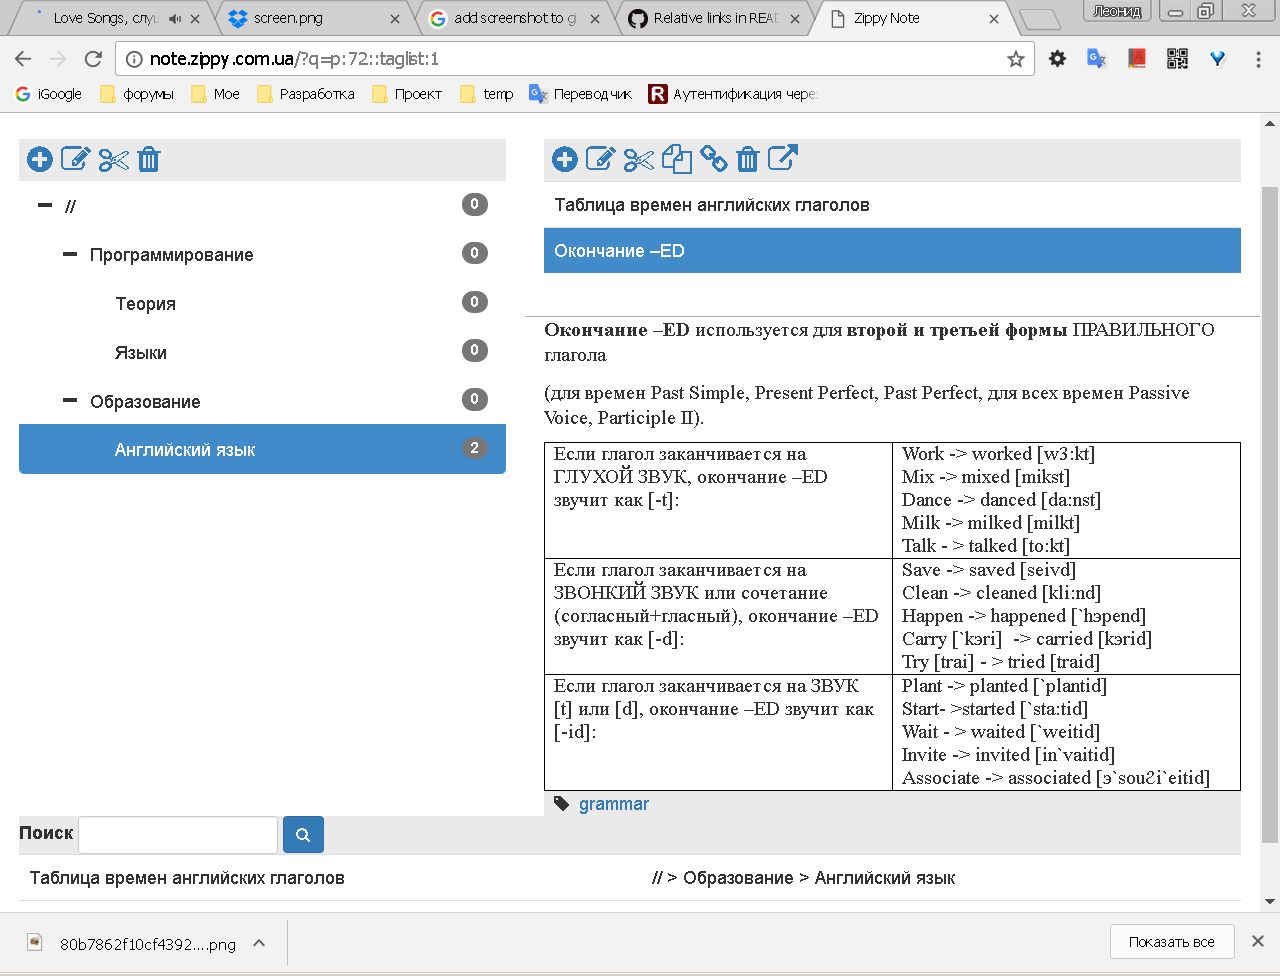 Love Songs, слуш
screen.png
add screenshot to gi
Relative links in READ
Zippy Note
Леонид
note.zippy.com.ua/?q=p:72::taglist:1
iGoogle
форумы
Мое
Разработка
Проект
temp
Переводчик
Аутентификация чере
//
0
Программирование
0
Теория
0
Языки
0
Образование
0
Английский язык
2
Таблица времен английских глаголов
Окончание –ED
Окончание –ED используется для второй и третьей формы ПРАВИЛЬНОГО
глагола
(для времен Past Simple, Present Perfect, Past Perfect, для всех времен Passive
Voice, Participle II).
Если глагол заканчивается на
ГЛУХОЙ ЗВУК, окончание –ED
звучит как [-t]:
Work -> worked [w3:kt]
Mix -> mixed [mikst]
Dance -> danced [da:nst]
Milk -> milked [milkt]
Talk - > talked [to:kt]
Если глагол заканчивается на
ЗВОНКИЙ ЗВУК или сочетание
(согласный+гласный), окончание –ED
звучит как [-d]:
Save -> saved [seivd]
Clean -> cleaned [kli:nd]
Happen -> happened [`hэpend]
Carry [`kэri]  -> carried [kэrid]
Try [trai] - > tried [traid]
Если глагол заканчивается на ЗВУК
[t] или [d], окончание –ED звучит как
[-id]:
Plant -> planted [`plantid]
Start- >started [`sta:tid]
Wait - > waited [`weitid]
Invite -> invited [in`vaitid]
Associate -> associated [э`souƧi`eitid]
grammar
Поиск
Таблица времен английских глаголов
// > Образование > Английский язык
80b7862f10cf4392....png
Показать все